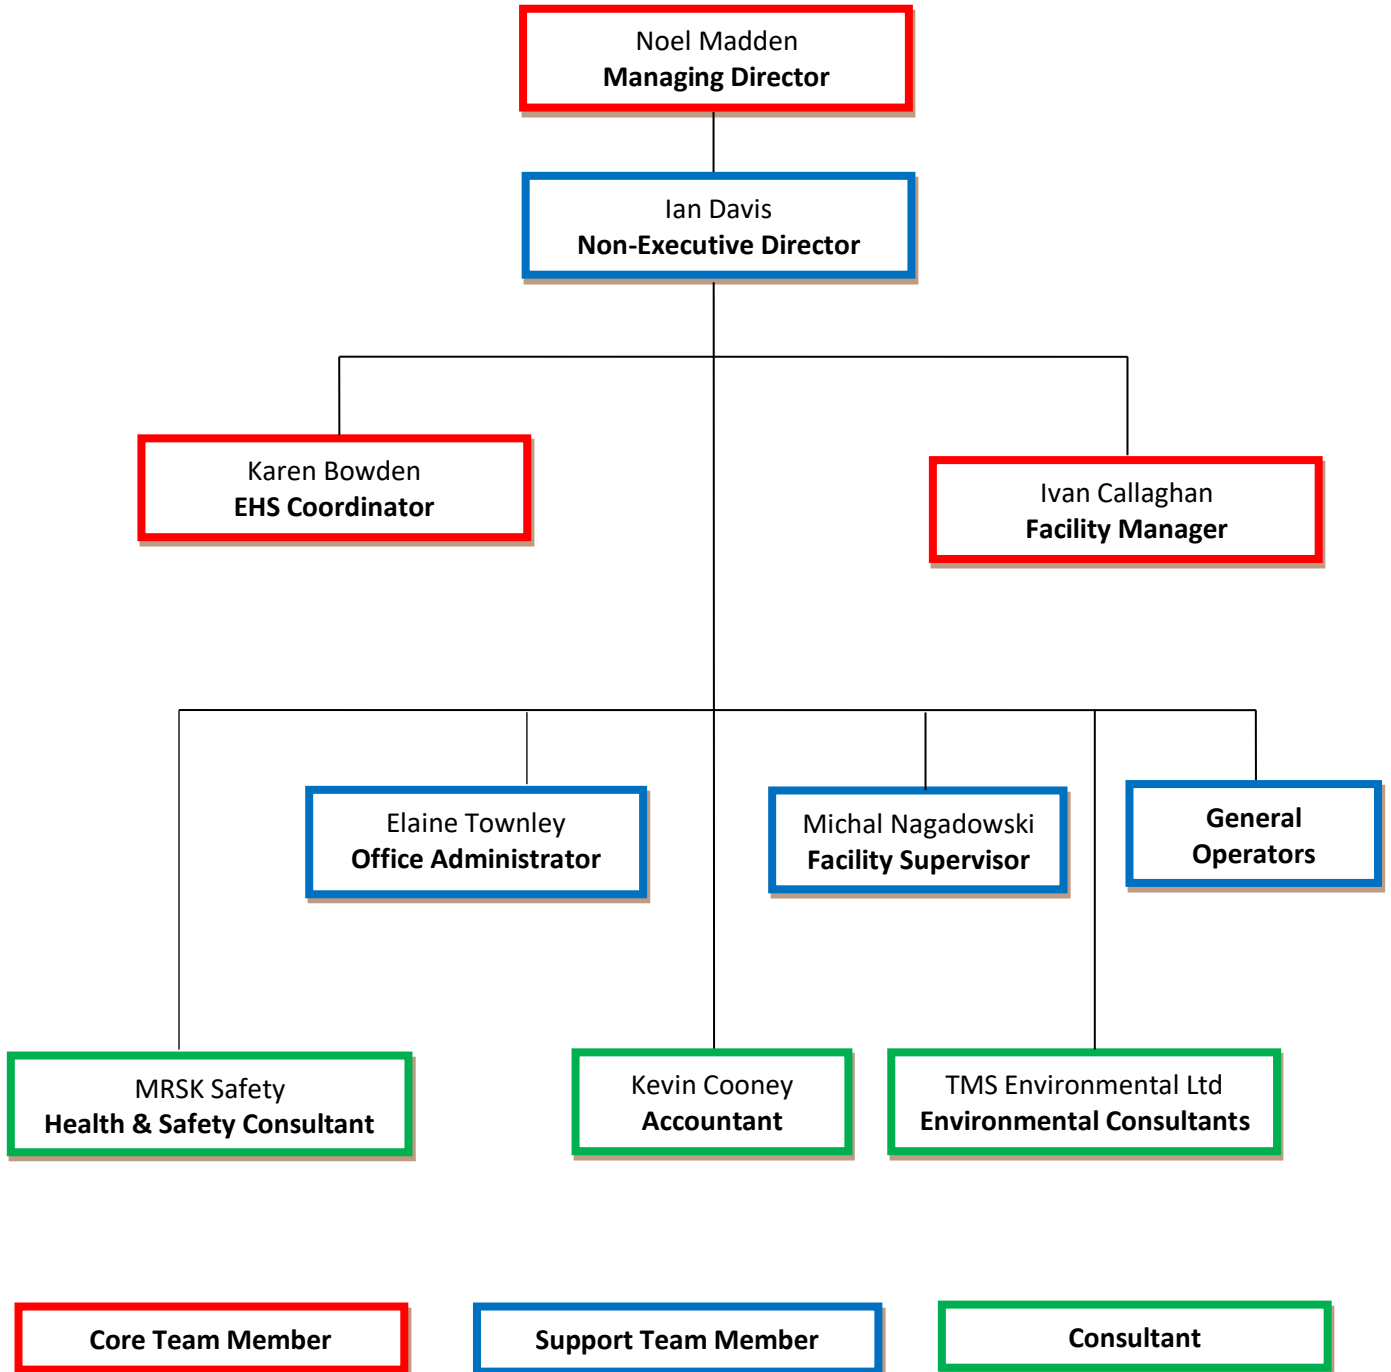 Noel Madden
Managing Director
Ian Davis
Non-Executive Director
Karen Bowden
EHS Coordinator
Ivan Callaghan
Facility Manager
Elaine Townley
Office Administrator
Michal Nagadowski
Facility Supervisor
General
Operators
MRSK Safety
Health & Safety Consultant
Kevin Cooney
Accountant
TMS Environmental Ltd
Environmental Consultants
Core Team Member
Support Team Member
Consultant